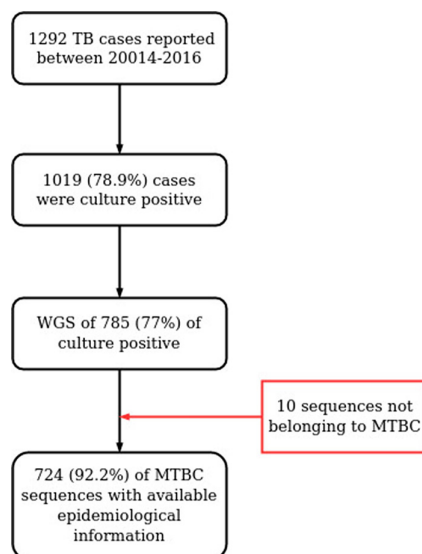 1292 TB cases reported
between 20014-2016
1019 (78.9%) cases
were culture positive
WGS of 785 (77%) of
culture positive
10 sequences not
belonging to MTBC
724 (92.2%) of MTBC
sequences with available
epidemiological
information